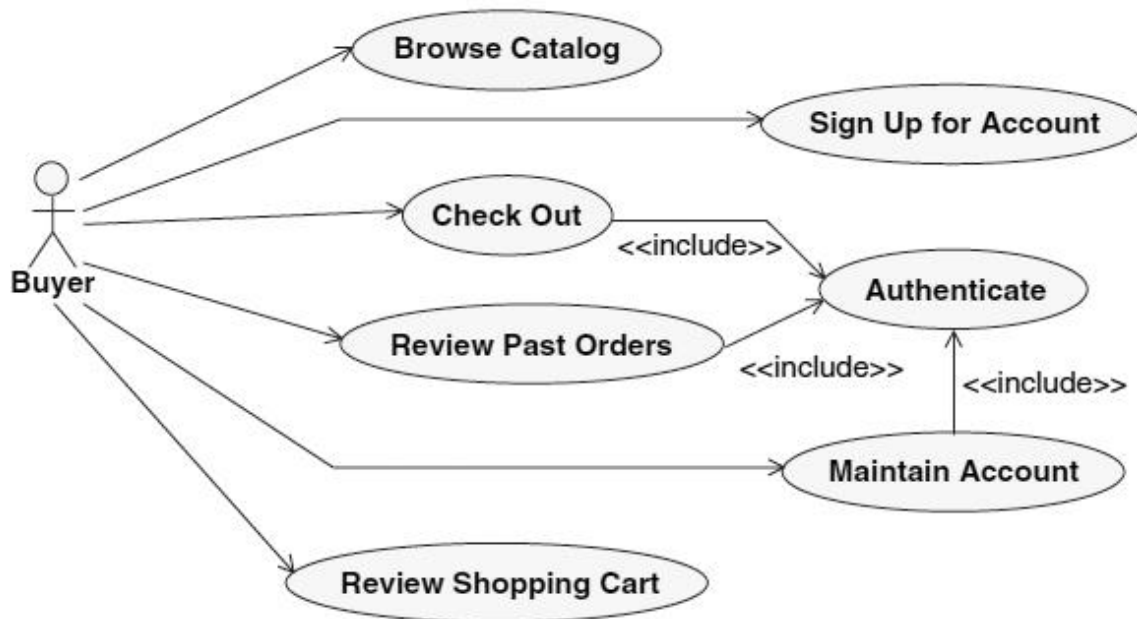 Browse Catalog
Sign Up for Account
Check Out
<<include>>
Buyer
Authenticate
Review Past Orders
<<include>>
<<include>>
Maintain Account
Review Shopping Cart